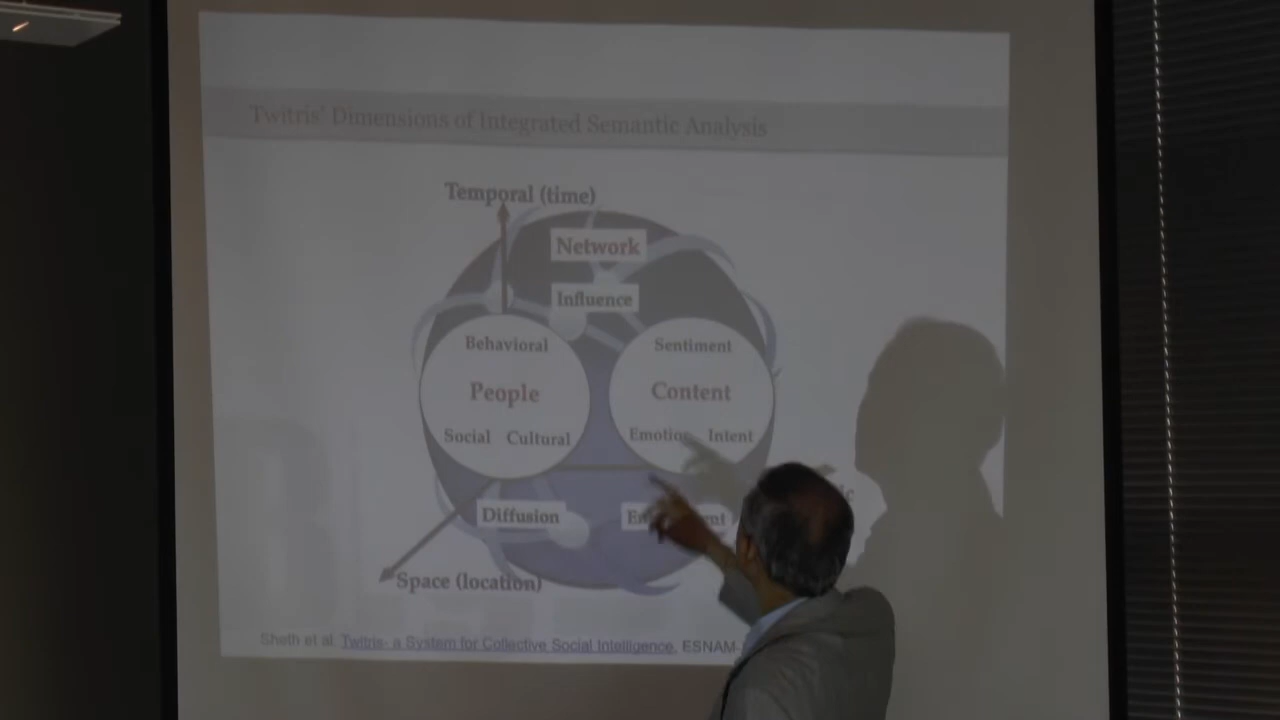 Twitris' Dimensions of Integrated Semantic Analysis
Temporal (time)
Network
Influence
Behavioral
People
Social Cultural
Sentiment
Content
Intent
Diffusion
Space (location)
Sheth et al. Twitris- a System for Collective Social Intelligence, ESNAM-